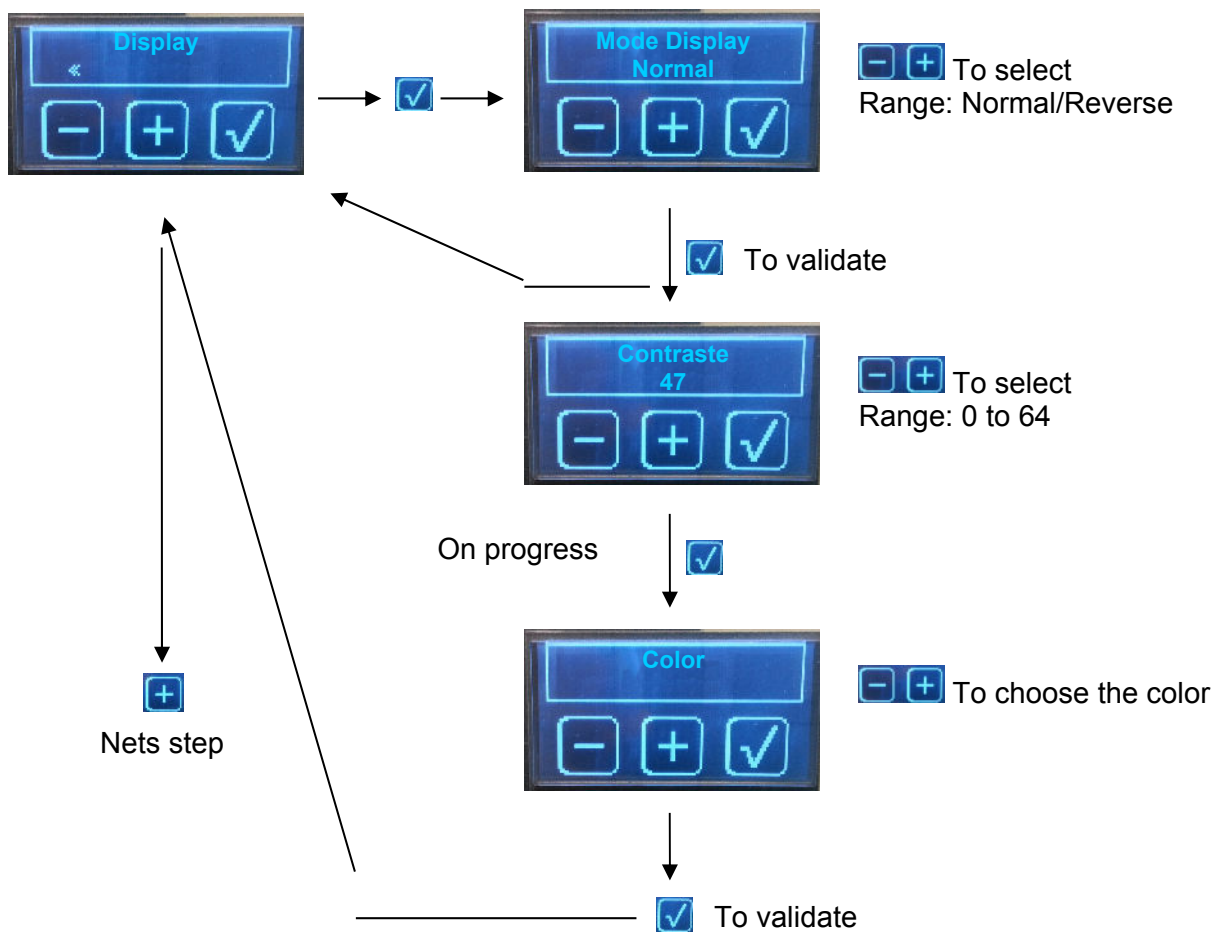 Display
«
Mode Display
Normal
To select
Range: Normal/Reverse
To validate
Contraste
47
To select
Range: 0 to 64
On progress
Color
To choose the color
Nets step
To validate